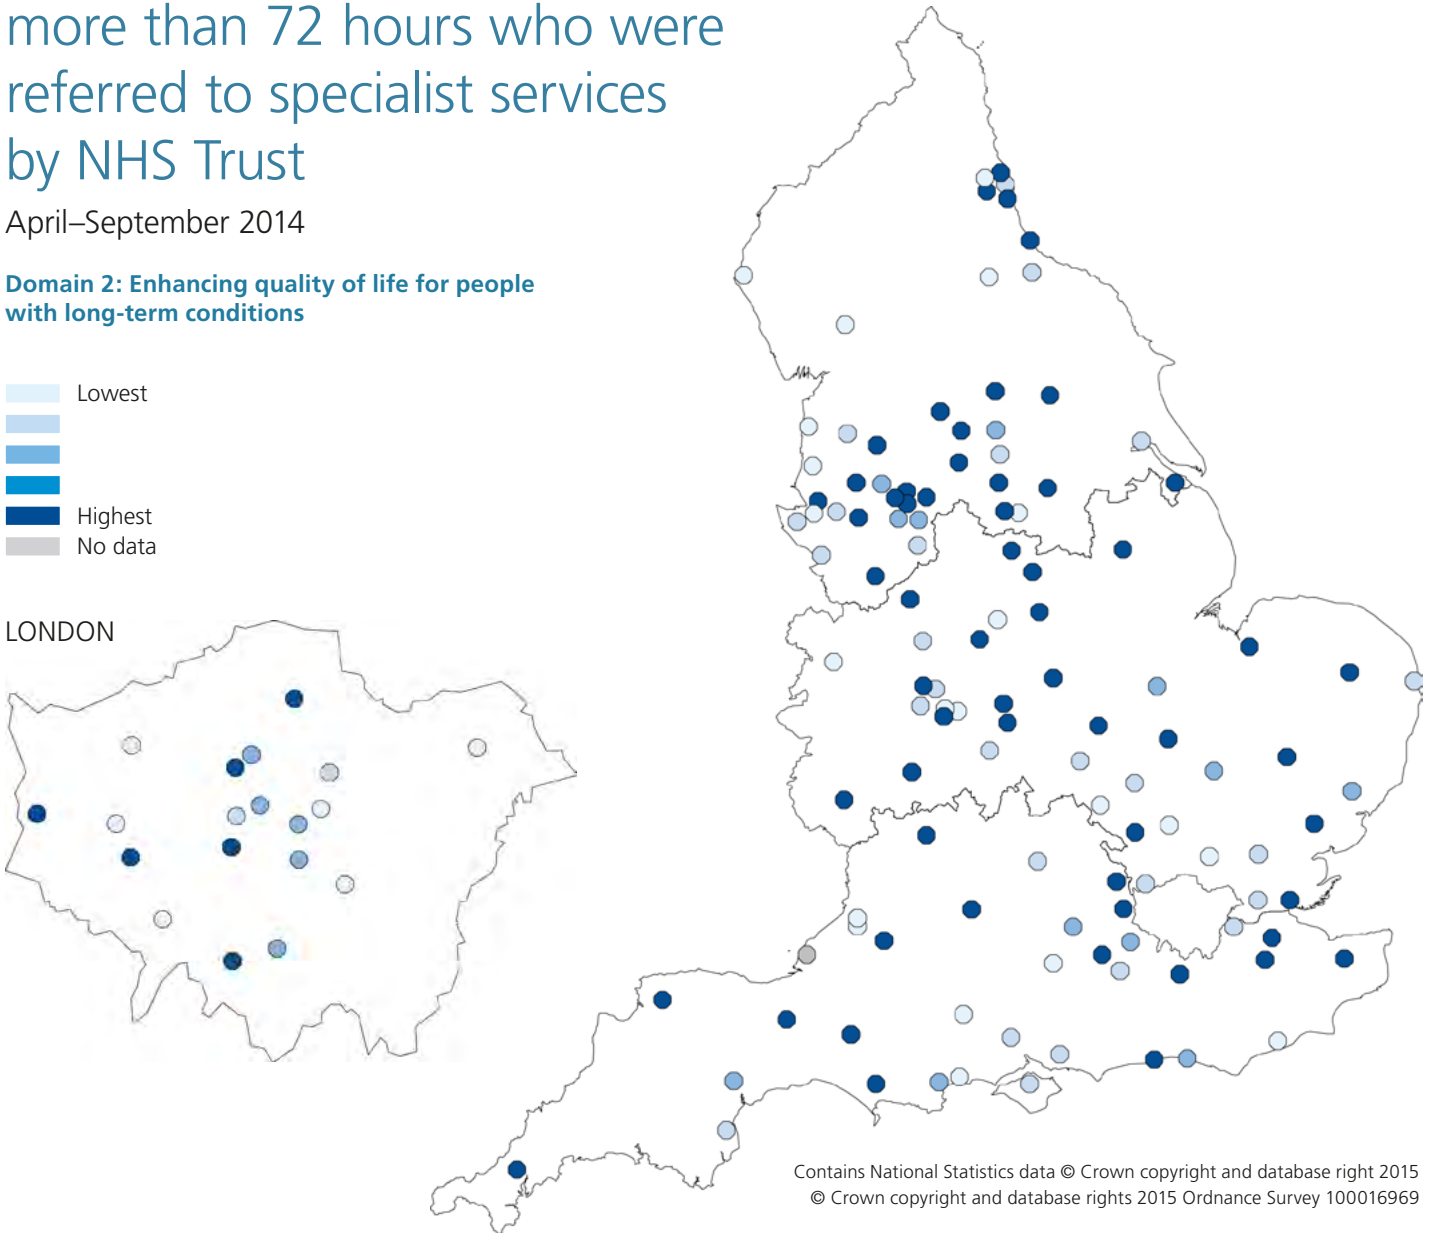 more than 72 hours who were
referred to specialist services
by NHS Trust
April–September 2014
Domain 2: Enhancing quality of life for people
with long-term conditions
Lowest
Highest
No data
LONDON
Contains National Statistics data © Crown copyright and database right 2015
© Crown copyright and database rights 2015 Ordnance Survey 100016969